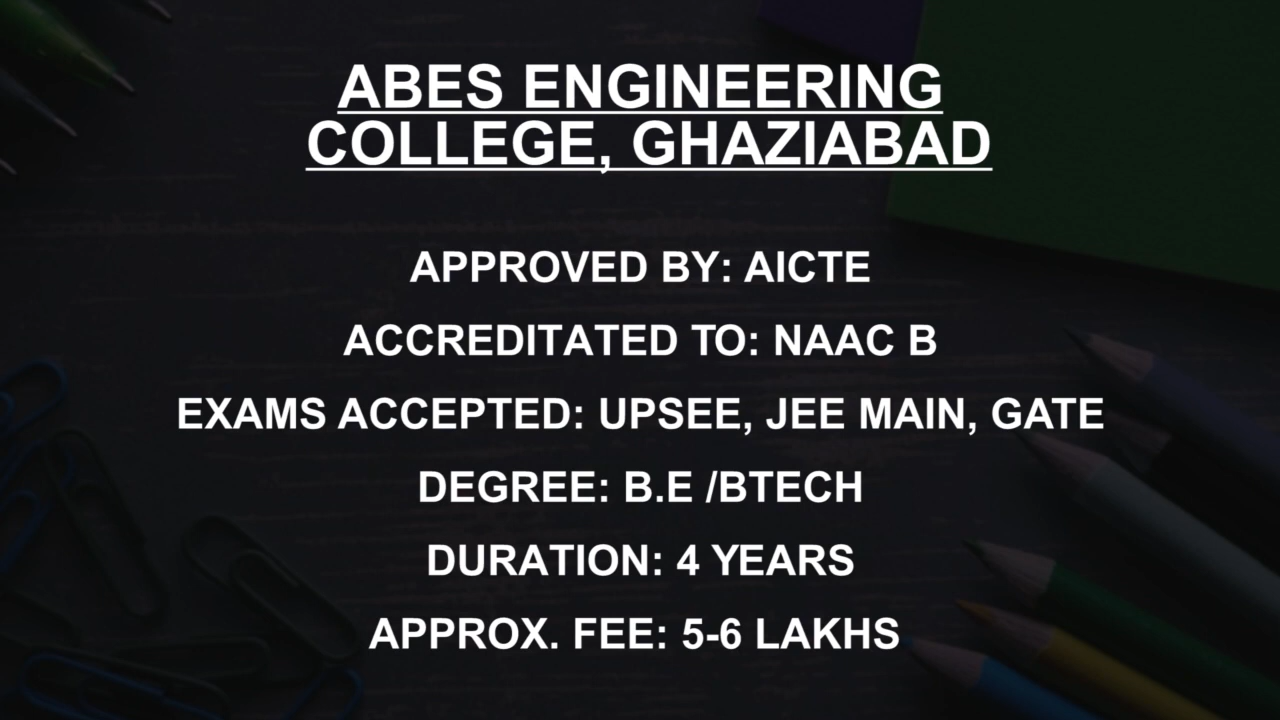 ABES ENGINEERING
COLLEGE, GHAZIABAD
APPROVED BY: AICTE
ACCREDITATED TO: NAAC B
EXAMS ACCEPTED: UPSEE, JEE MAIN, GATE
DEGREE: B.E /BTECH
DURATION: 4 YEARS
APPROX. FEE: 5-6 LAKHS